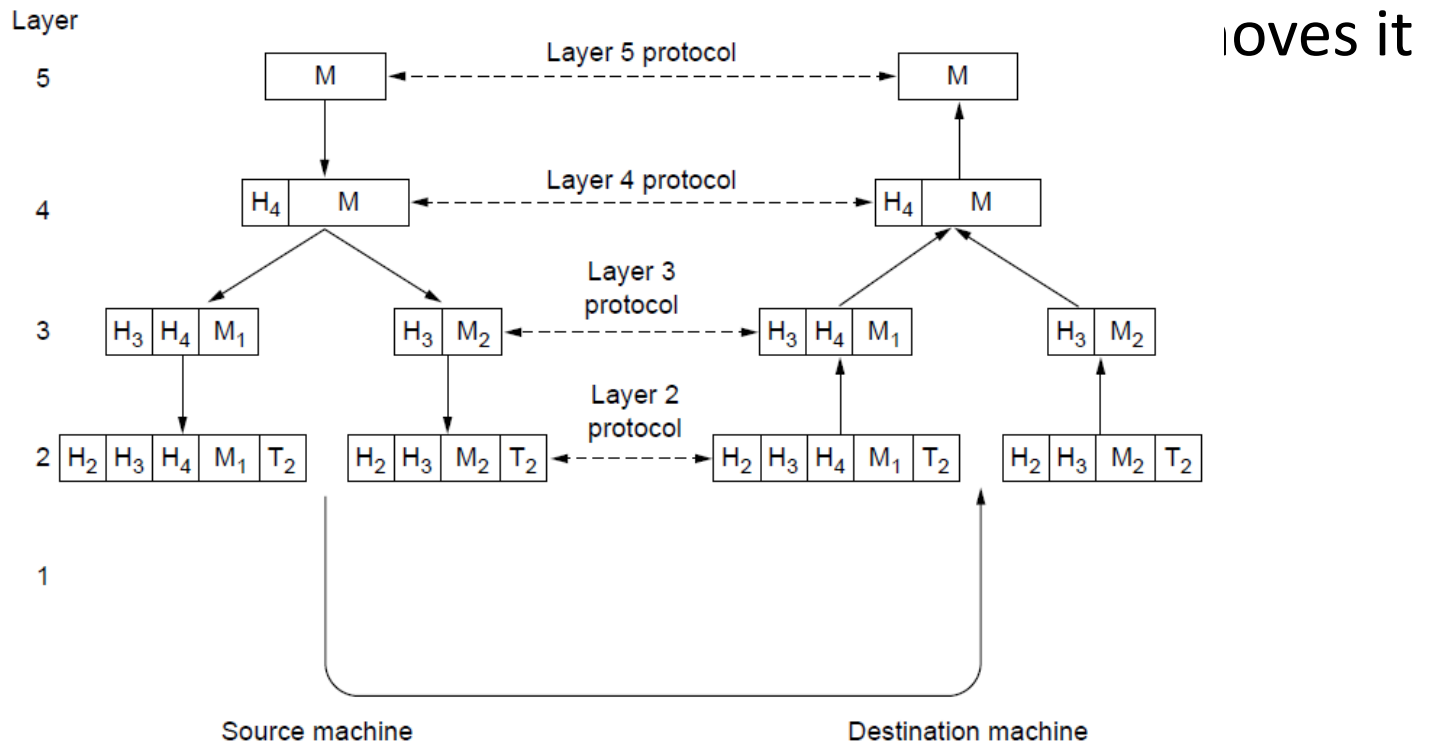 Layer
oves it
5
M
Layer 5 protocol
M
4
H4 M
Layer 4 protocol
H4 M
3
H3 H4 M1
H3 M2
Layer 3
protocol
H3 H4 M1
H3 M2
2
H2 H3 H4 M1 T2
H2 H3 M2 T2
Layer 2
protocol
H2 H3 H4 M1 T2
H2 H3 M2 T2
1
Source machine
Destination machine